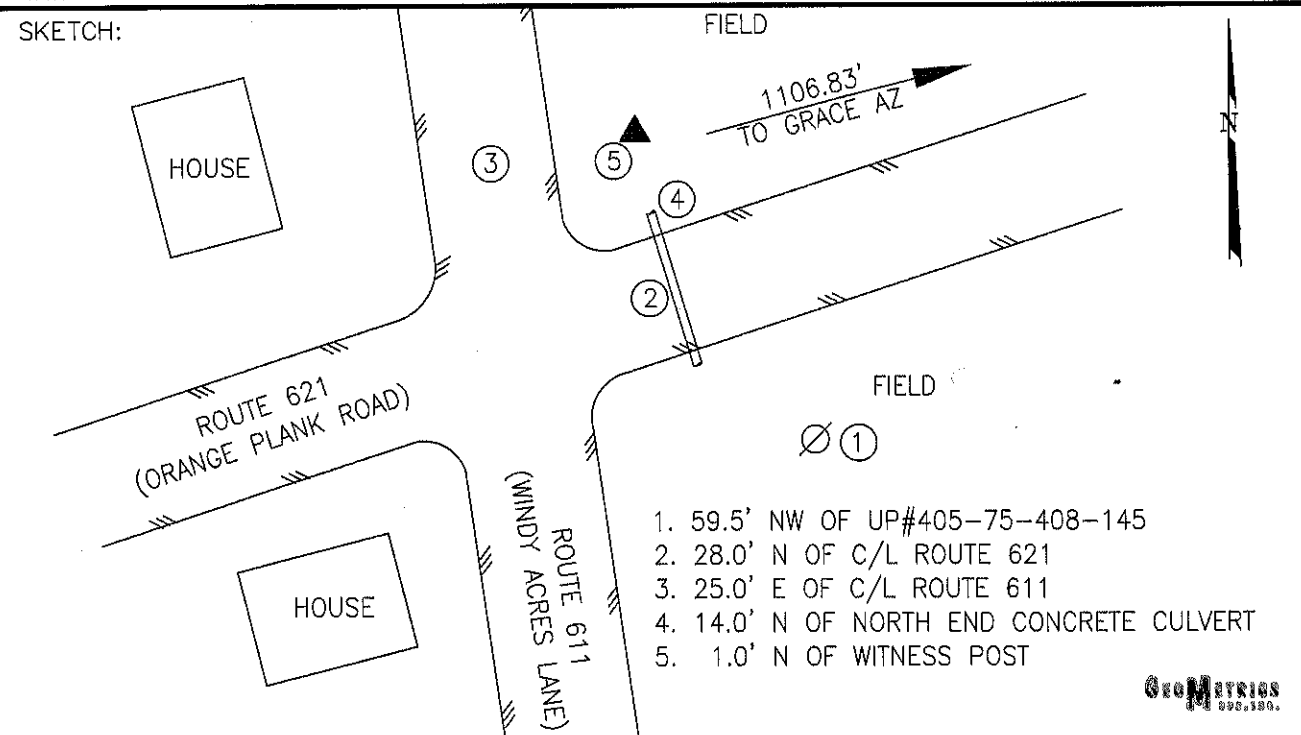 SKETCH:
FIELD
1106.83'
TO GRACE AZ
N
HOUSE
3
5
4
2
ROUTE 621
(ORANGE PLANK ROAD)
FIELD
1
ROUTE 611
(WINDY ACRES LANE)
HOUSE
1. 59.5' NW OF UP#405-75-408-145
2. 28.0' N OF C/L ROUTE 621
3. 25.0' E OF C/L ROUTE 611
4. 14.0' N OF NORTH END CONCRETE CULVERT
5. 1.0' N OF WITNESS POST
GEOMETRICS